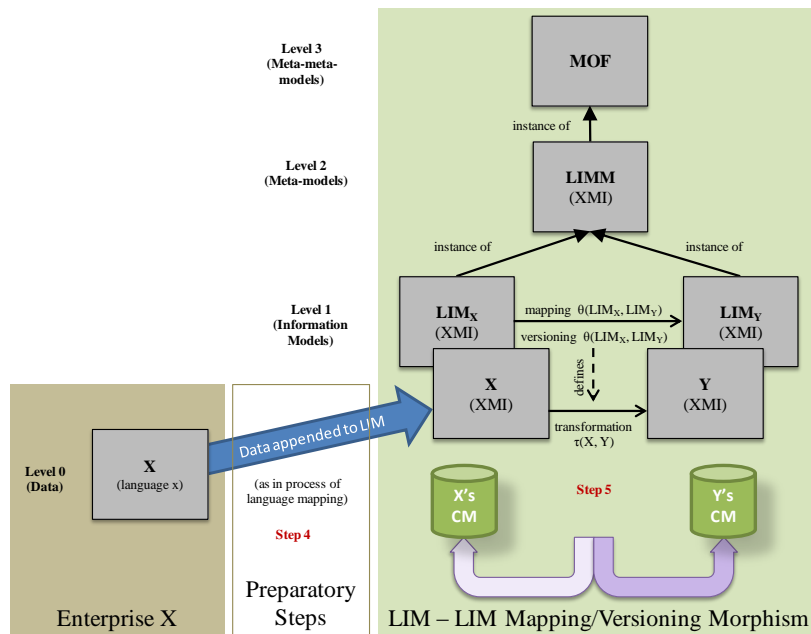 Level 3
(Meta-meta-
models)
MOF
instance of
Level 2
(Meta-models)
LIMM
(XMI)
instance of
instance of
Level 1
(Information
Models)
LIMX
(XMI)
mapping θ(LIMX, LIMY)
versioning θ(LIMX, LIMY)
LIMY
(XMI)
defines
X
(XMI)
Y
(XMI)
transformation
τ(X, Y)
Data appended to LIM
Level 0
(Data)
X
(language x)
(as in process of
language mapping)
Step 4
X's
CM
Step 5
Y's
CM
Enterprise X
Preparatory
Steps
LIM – LIM Mapping/Versioning Morphism